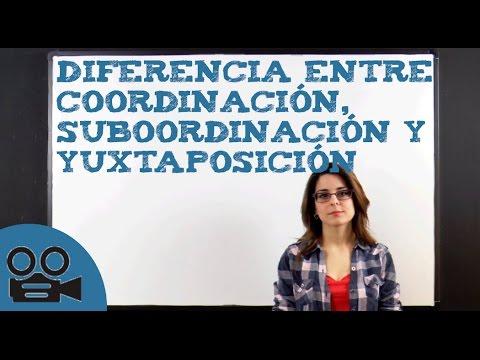 DIFERENCIA ENTRE
COORDINACIÓN,
SUBOORDINACIÓN Y
YUXTAPOSICIÓN